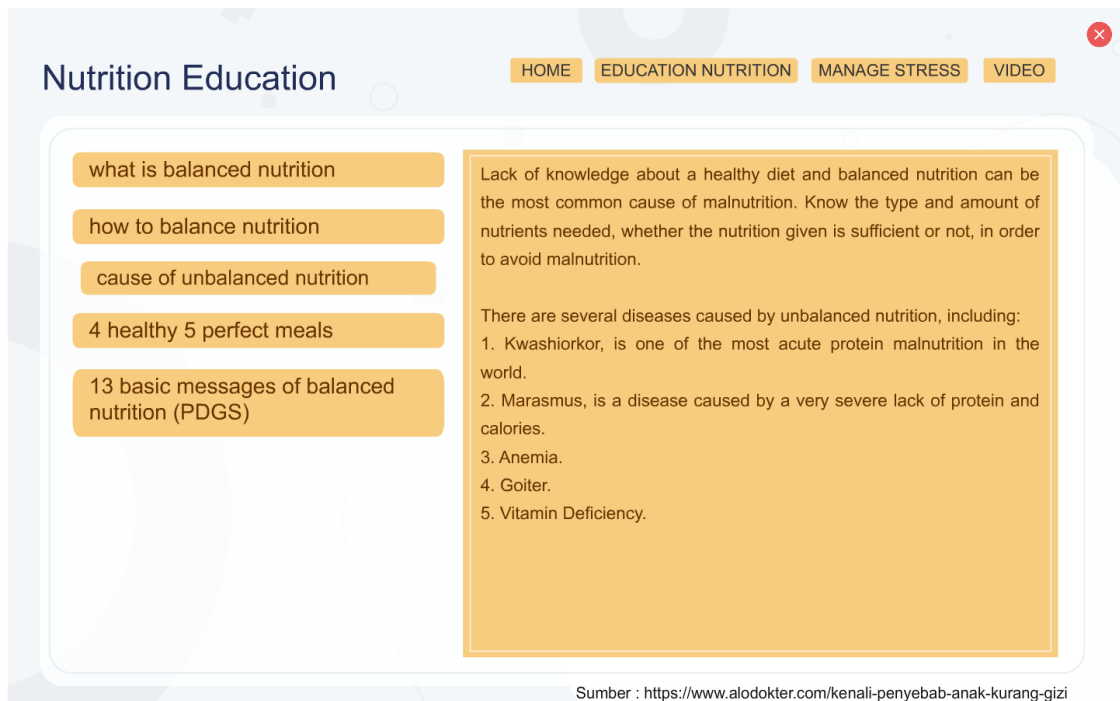 Nutrition Education
HOME
EDUCATION NUTRITION
MANAGE STRESS
VIDEO
what is balanced nutrition
how to balance nutrition
cause of unbalanced nutrition
4 healthy 5 perfect meals
13 basic messages of balanced
nutrition (PDGS)
Lack of knowledge about a healthy diet and balanced nutrition can be
the most common cause of malnutrition. Know the type and amount of
nutrients needed, whether the nutrition given is sufficient or not, in order
to avoid malnutrition.
There are several diseases caused by unbalanced nutrition, including:
1. Kwashiorkor, is one of the most acute protein malnutrition in the
world.
2. Marasmus, is a disease caused by a very severe lack of protein and
calories.
3. Anemia.
4. Goiter.
5. Vitamin Deficiency.
Sumber : https://www.alodokter.com/kenali-penyebab-anak-kurang-gizi